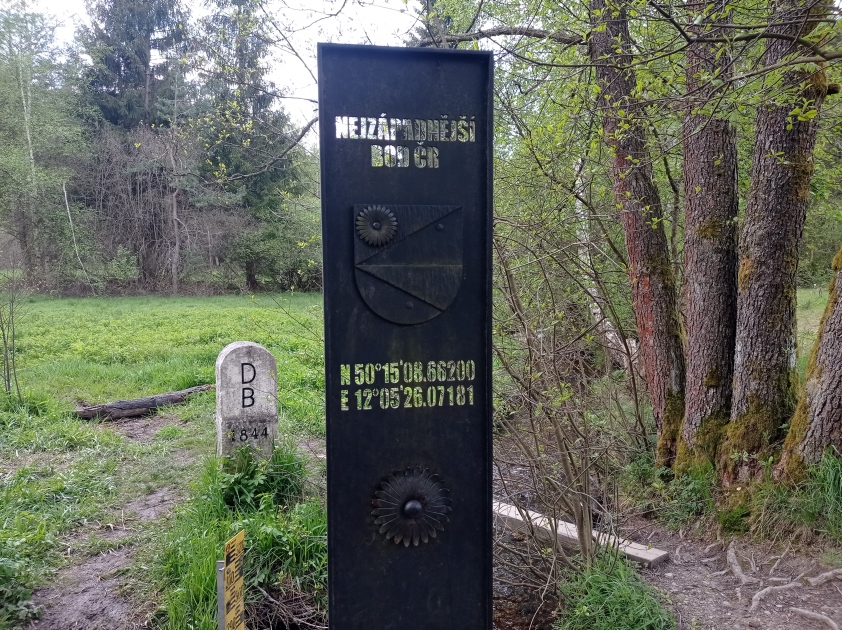 NEJZÁPADNĚJŠÍ
BOD ČR
N 50°15'08.66200
E 12°05'26.07181
D
B
1844